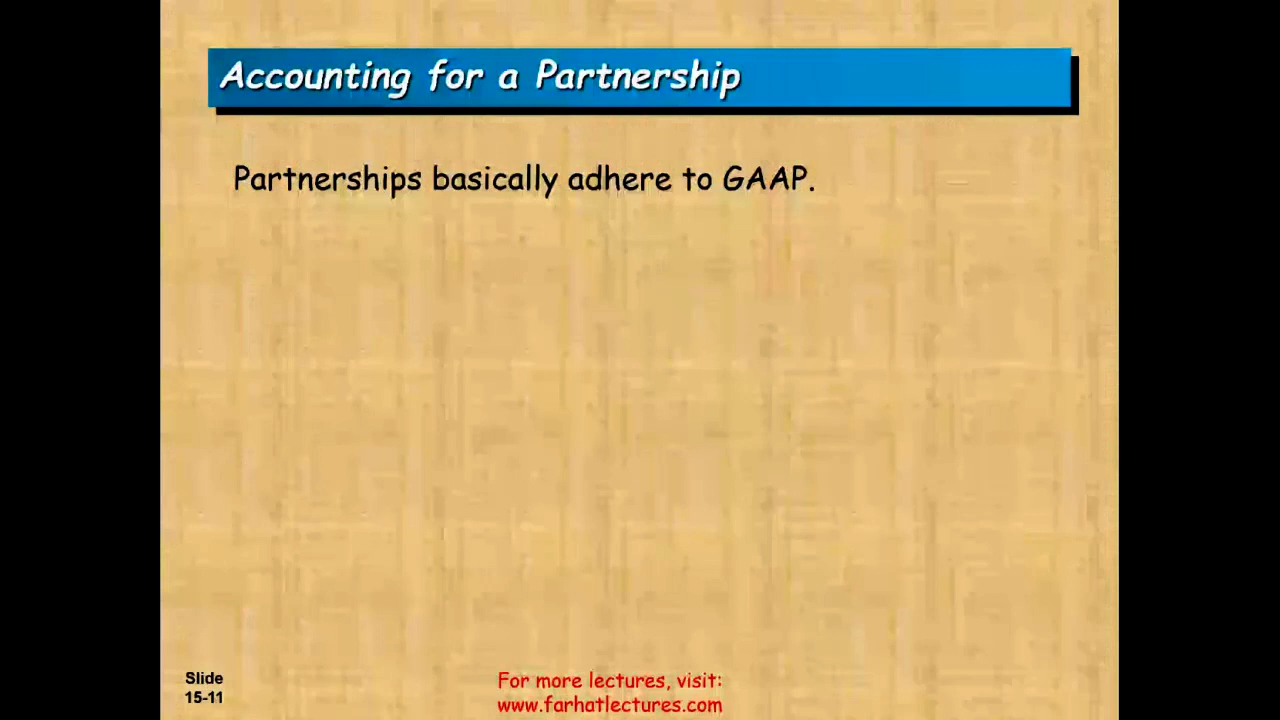 Accounting for a Partnership
Partnerships basically adhere to GAAP.
Slide
15-11
For more lectures, visit:
www.farhatlectures.com